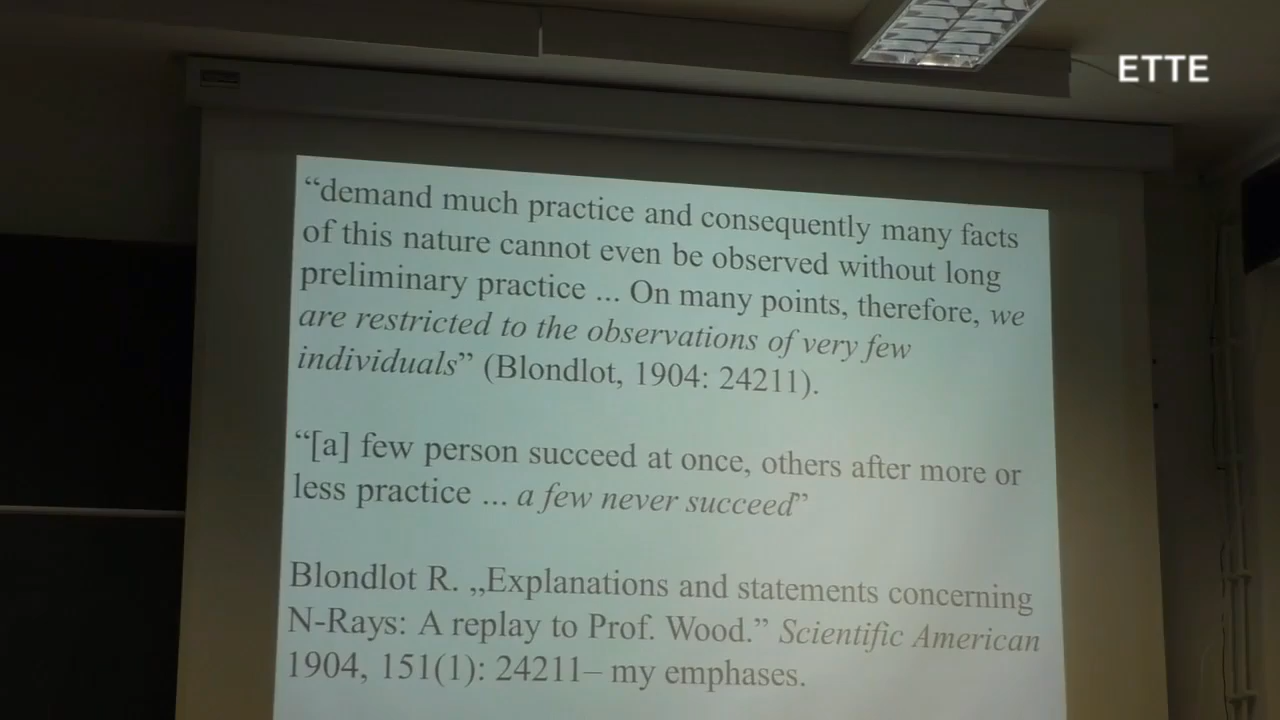 ETTE
“demand much practice and consequently many facts
of this nature cannot even be observed without long
preliminary practice ... On many points, therefore, we
are restricted to the observations of very few
individuals” (Blondlot, 1904: 24211).
“[a] few person succeed at once, others after more or
less practice ... a few never succeed”
Blondlot R. „Explanations and statements concerning
N-Rays: A replay to Prof. Wood.” Scientific American
1904, 151(1): 24211– my emphases.